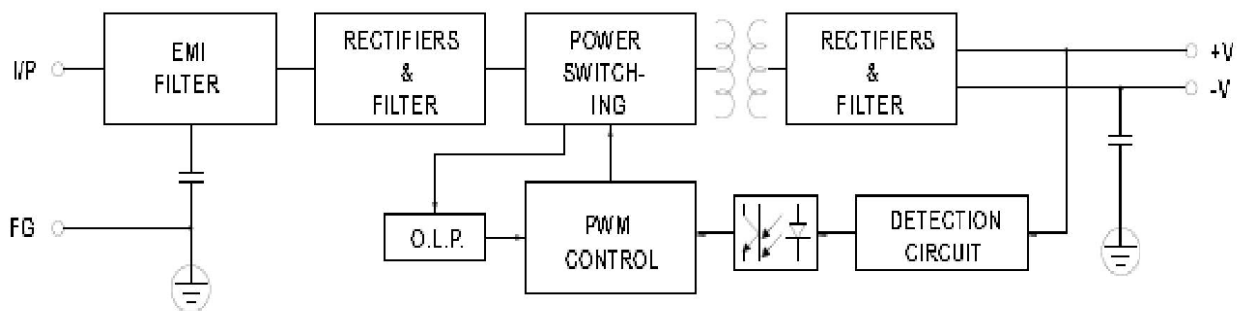 I/P
EMI
FILTER
RECTIFIERS
&
FILTER
POWER
SWITCH-
ING
RECTIFIERS
&
FILTER
+V
-V
FG
O.L.P.
PWM
CONTROL
DETECTION
CIRCUIT